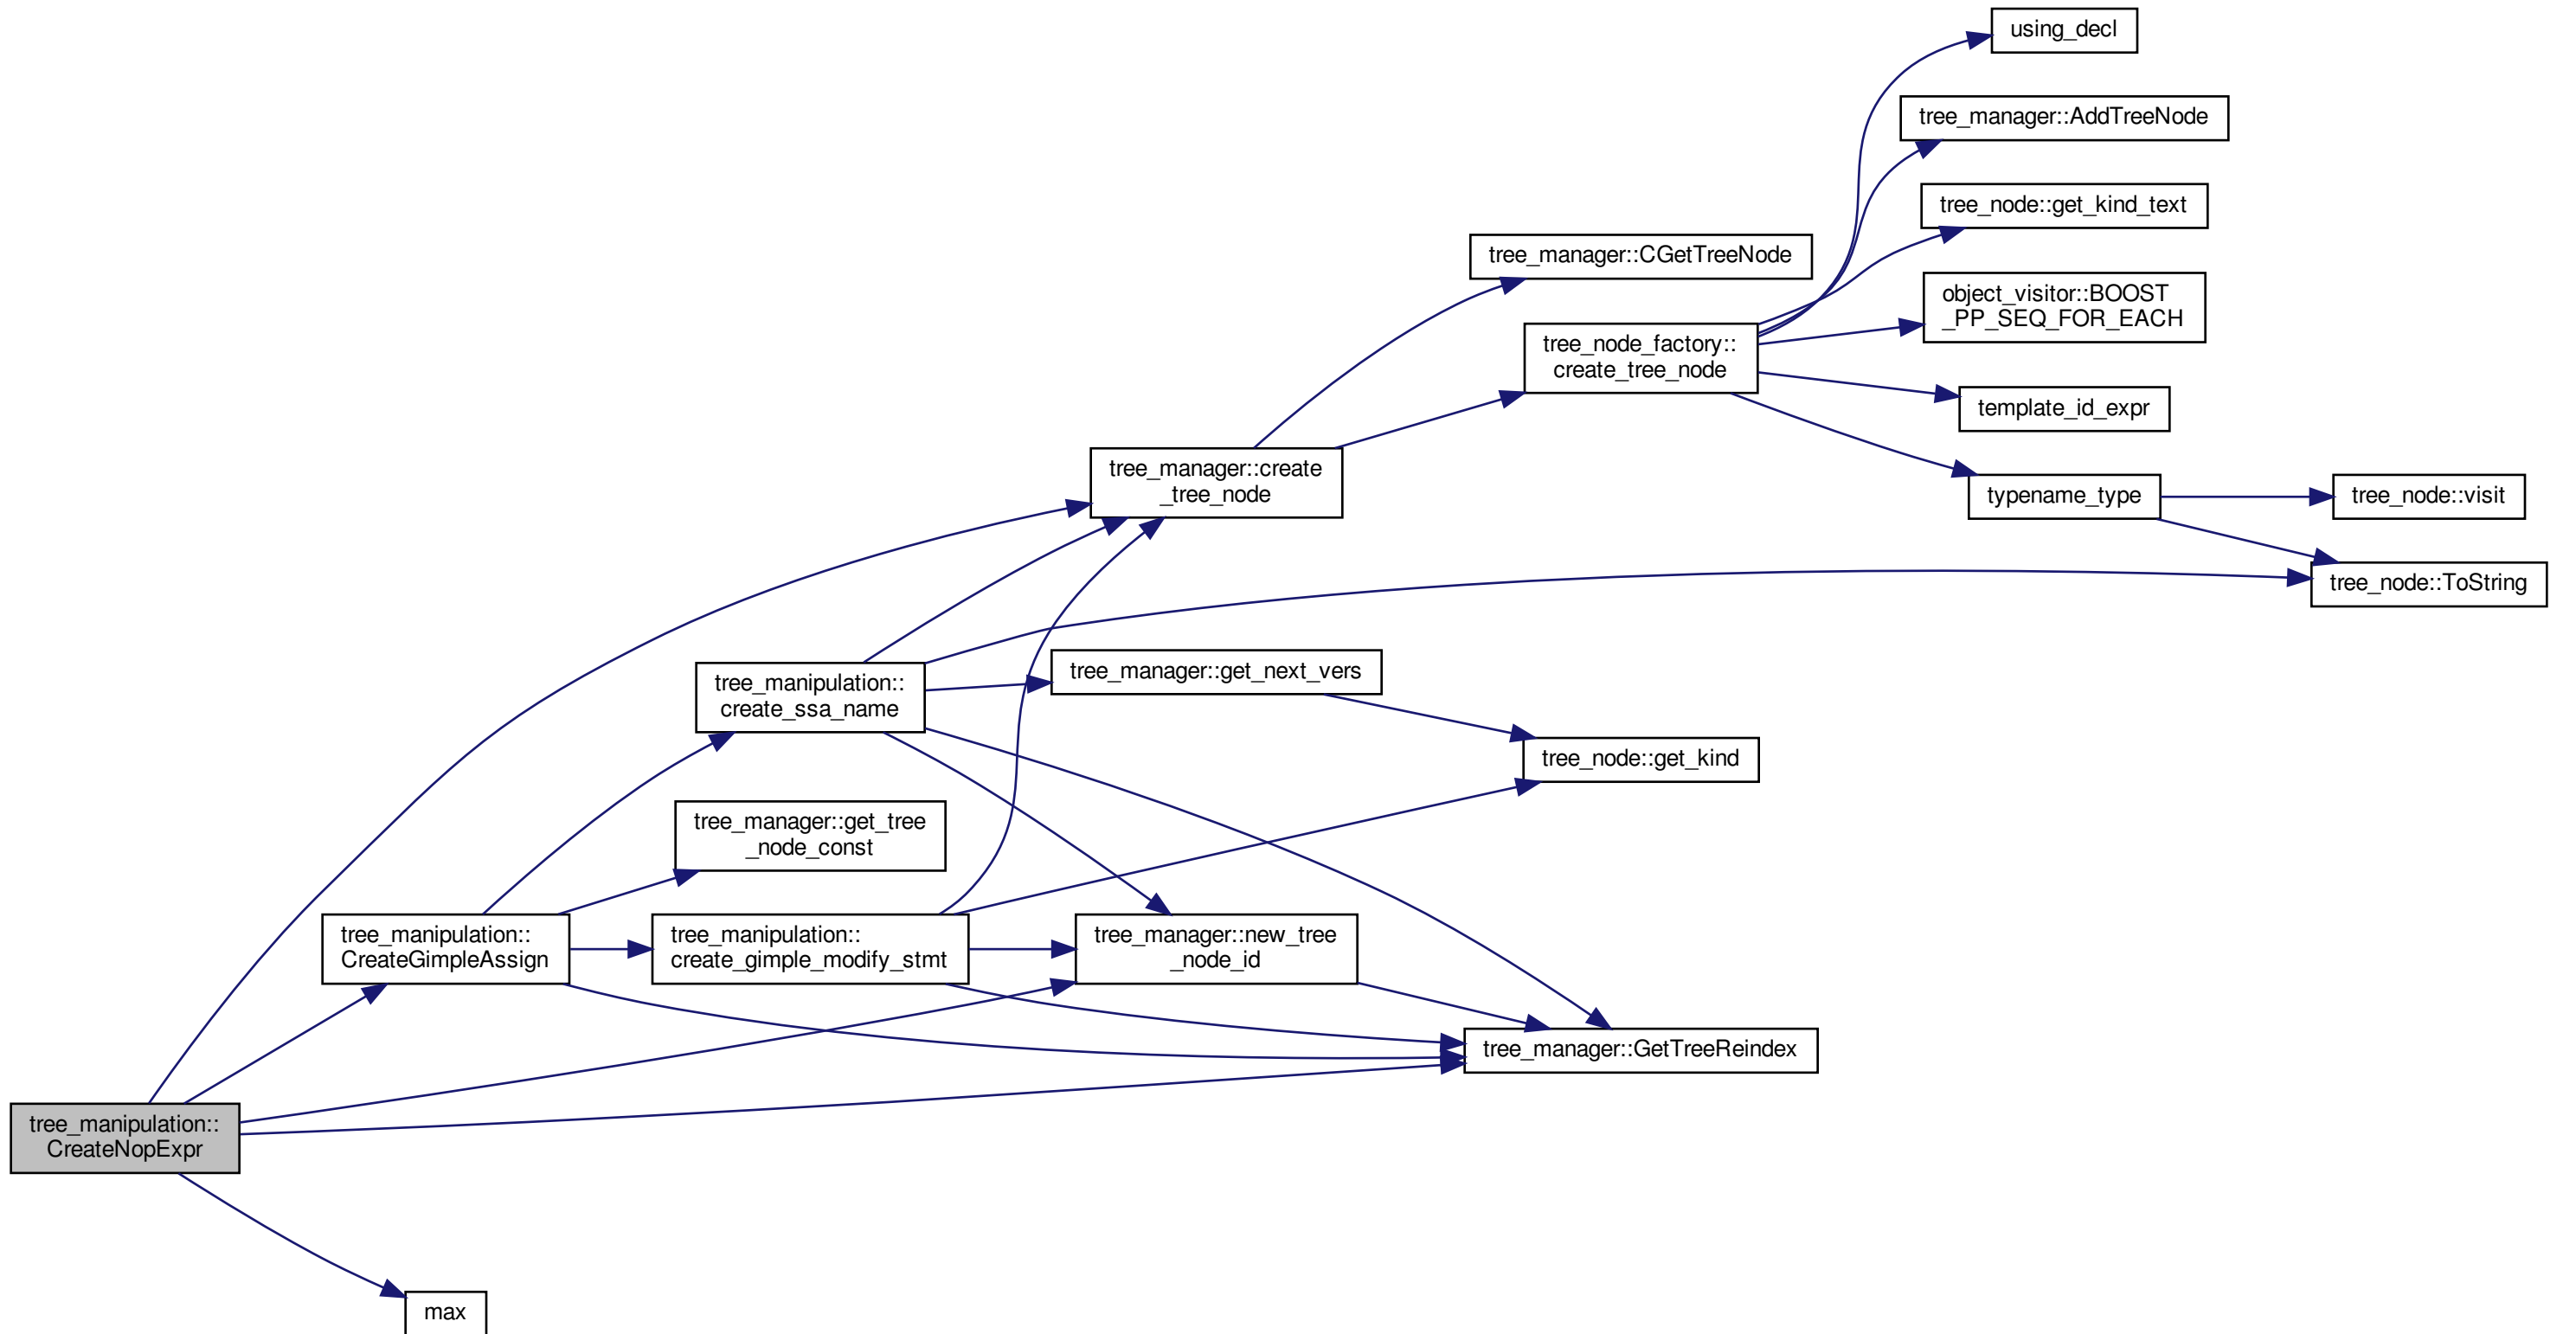 using_decl
tree_manager::AddTreeNode
tree_node::get_kind_text
tree_manager::CGetTreeNode
object_visitor::BOOST
_PP_SEQ_FOR_EACH
tree_node_factory::
create_tree_node
template_id_expr
tree_manager::create
_tree_node
typename_type
tree_node::visit
tree_node::ToString
tree_manipulation::
create_ssa_name
tree_manager::get_next_vers
tree_node::get_kind
tree_manager::get_tree
_node_const
tree_manipulation::
CreateGimpleAssign
tree_manipulation::
create_gimple_modify_stmt
tree_manager::new_tree
_node_id
tree_manager::GetTreeReindex
tree_manipulation::
CreateNopExpr
max